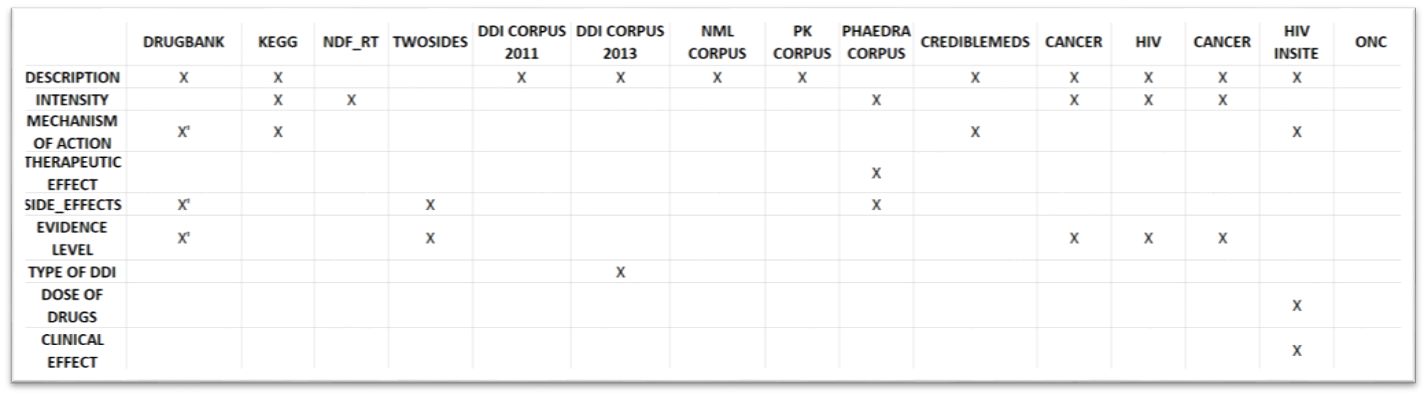 DRUGBANK KEGG NDF_RT TWOSIDES DDI CORPUS 2011 DDI CORPUS 2013 NML CORPUS PK CORPUS PHAEDRA CORPUS CREDIBLEMEDS CANCER HIV CANCER HIV INSITE ONC
DESCRIPTION X X X X X X X X X X X
INTENSITY X X X X X X
MECHANISM OF ACTION X' X X X
THERAPEUTIC EFFECT X
SIDE_EFFECTS X' X X
EVIDENCE LEVEL X' X X X X
TYPE OF DDI X
DOSE OF DRUGS X
CLINICAL EFFECT X